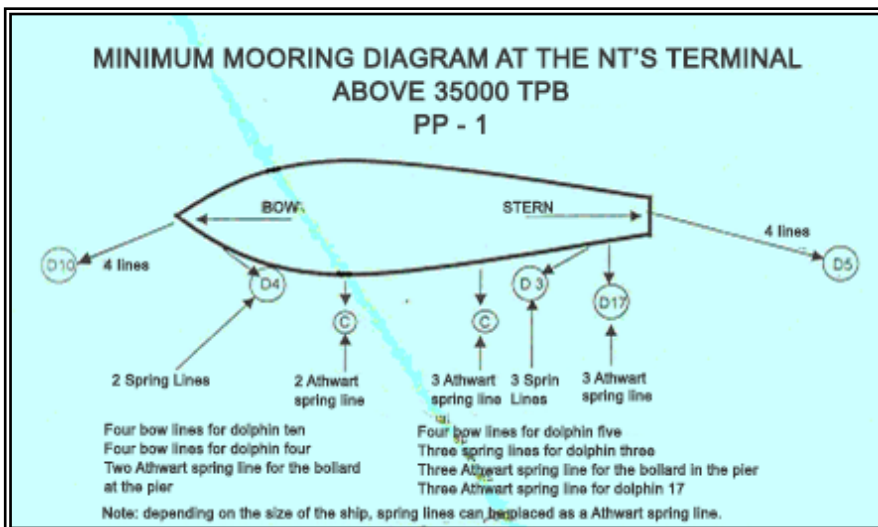 MINIMUM MOORING DIAGRAM AT THE NT'S TERMINAL
ABOVE 35000 TPB
PP - 1
BOW
STERN
4 lines
4 lines
D10
D4
D 3
D5
D17
C
C
2 Spring Lines
2 Athwart
spring line
3 Athwart
spring line
3 Sprin
Lines
3 Athwart
spring line
Four bow lines for dolphin ten
Four bow lines for dolphin four
Two Athwart spring line for the bollard
at the pier
Four bow lines for dolphin five
Three spring lines for dolphin three
Three Athwart spring line for the bollard in the pier
Three Athwart spring line for dolphin 17
Note: depending on the size of the ship, spring lines can be placed as a Athwart spring line.